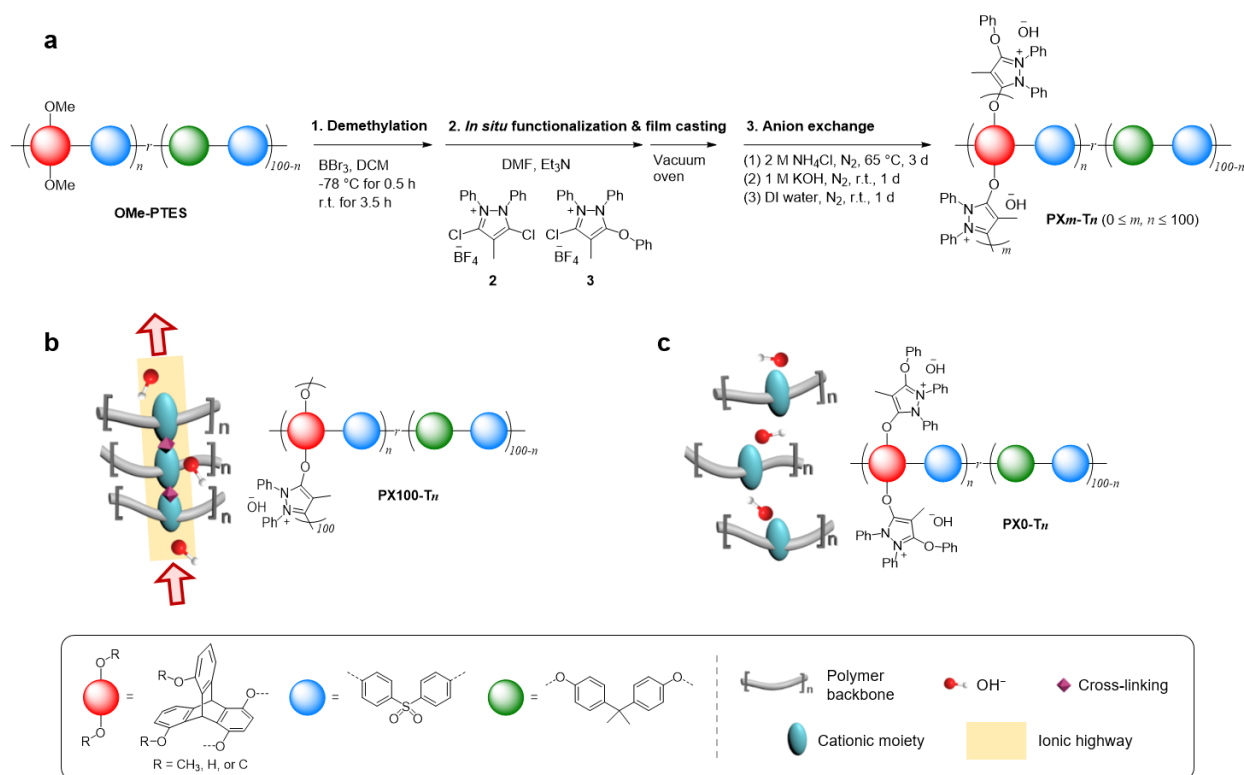 a
OMe
OMe
n
r
100-n
OMe-PTES
1. Demethylation
BBr3, DCM
-78 °C for 0.5 h
r.t. for 3.5 h
2. In situ functionalization & film casting
DMF, Et3N
Vacuum
oven
Ph Ph
N N
+
Cl Cl
BF4
−
2
Ph Ph
N N
+
Cl O
Ph
BF4
−
3
3. Anion exchange
(1) 2 M NH4Cl, N2, 65 °C, 3 d
(2) 1 M KOH, N2, r.t., 1 d
(3) DI water, N2, r.t., 1 d
Ph
O
−
OH
Ph
+
N
N
Ph
O
n
r
100-n
O
−
OH
Ph
N
Ph N
+
m
PXm-Tn (0 ≤ m, n ≤ 100)
b
n
n
n
O
n
r
100-n
O
Ph
N
−
OH
N
Ph +
100
PX100-Tn
c
n
n
n
Ph
O
−
OH
Ph
N
+
N
Ph
O
n
r
100-n
O
−
OH
Ph N
N
+
Ph
O Ph
PX0-Tn
R
O
=
O
R
R O
O
R O
O
R = CH3, H, or C
=
S
O O
=
O
O
n
Polymer
backbone
OH−
Cross-linking
Cationic moiety
Ionic highway